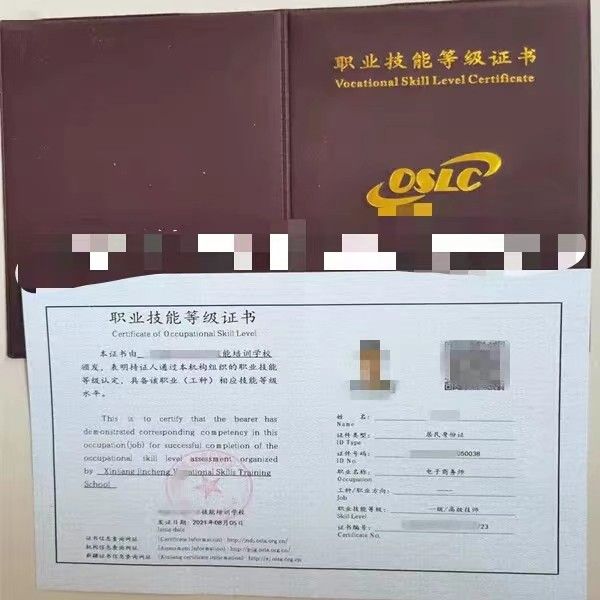 职业技能等级证书
Vocational Skill Level Certificate
OSLC
职业技能等级证书
Certificate of Occupational Skill Level
本证书由 能培训学校
颁发，表明持证人通过本机构组织的职业技能
等级认定，具备该职业（工种）相应技能等级
水平。
This is to certify that the bearer has
demonstrated corresponding competency in this
occupation(job) for successful completion of the
occupational skill level assessment organized
by Xinjiang Jincheng Vocational Skills Training
School
技能培训学校
发证日期 2021年08月05日
Issue date
证书信息查询网址 (Certificate Information)
机构信息查询网址 (Assessment Information)
新疆证书信息查询网址 (Xinjiang certificate information)
姓名：
Name
证件类型： 居民身份证
ID Type
证件号码： 050038
ID No.
职业名称： 电子商务师
Occupation
工种/职业方向： ——
Job
职业技能等级： 一级/高级技师
Skill Level
证书编号： /23
Certificate No.